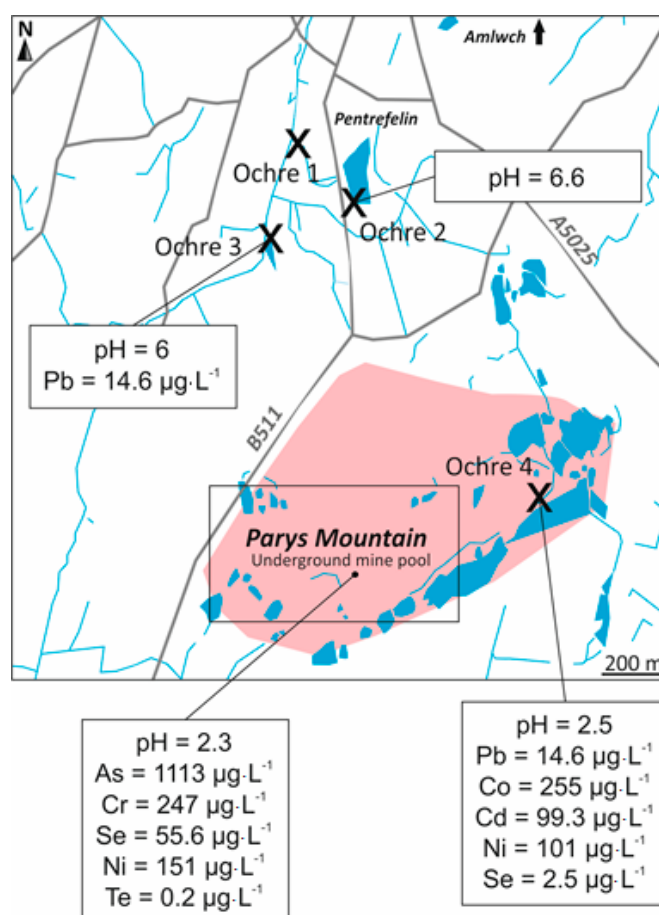 N
Amlwch
Pentrefelin
Ochre 1
pH = 6.6
Ochre 2
Ochre 3
A5025
pH = 6
Pb = 14.6 µg·L⁻¹
B511
Ochre 4
Parys Mountain
Underground mine pool
200 m
pH = 2.3
As = 1113 µg·L⁻¹
Cr = 247 µg·L⁻¹
Se = 55.6 µg·L⁻¹
Ni = 151 µg·L⁻¹
Te = 0.2 µg·L⁻¹
pH = 2.5
Pb = 14.6 µg·L⁻¹
Co = 255 µg·L⁻¹
Cd = 99.3 µg·L⁻¹
Ni = 101 µg·L⁻¹
Se = 2.5 µg·L⁻¹